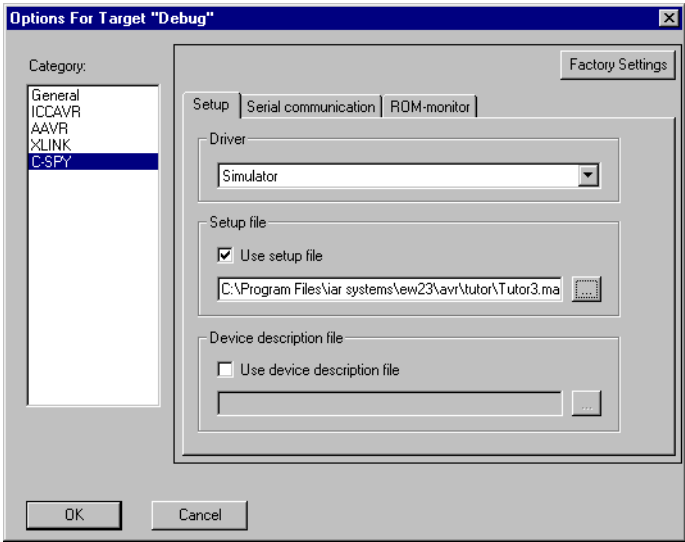 Options For Target "Debug"
Category:
General
ICCAVR
AAVR
XLINK
C-SPY
Factory Settings
Setup
Serial communication
ROM-monitor
Driver
Simulator
Setup file
Use setup file
C:\Program Files\iar systems\ew23\avr\tutor\Tutor3.ma
...
Device description file
Use device description file
...
OK
Cancel